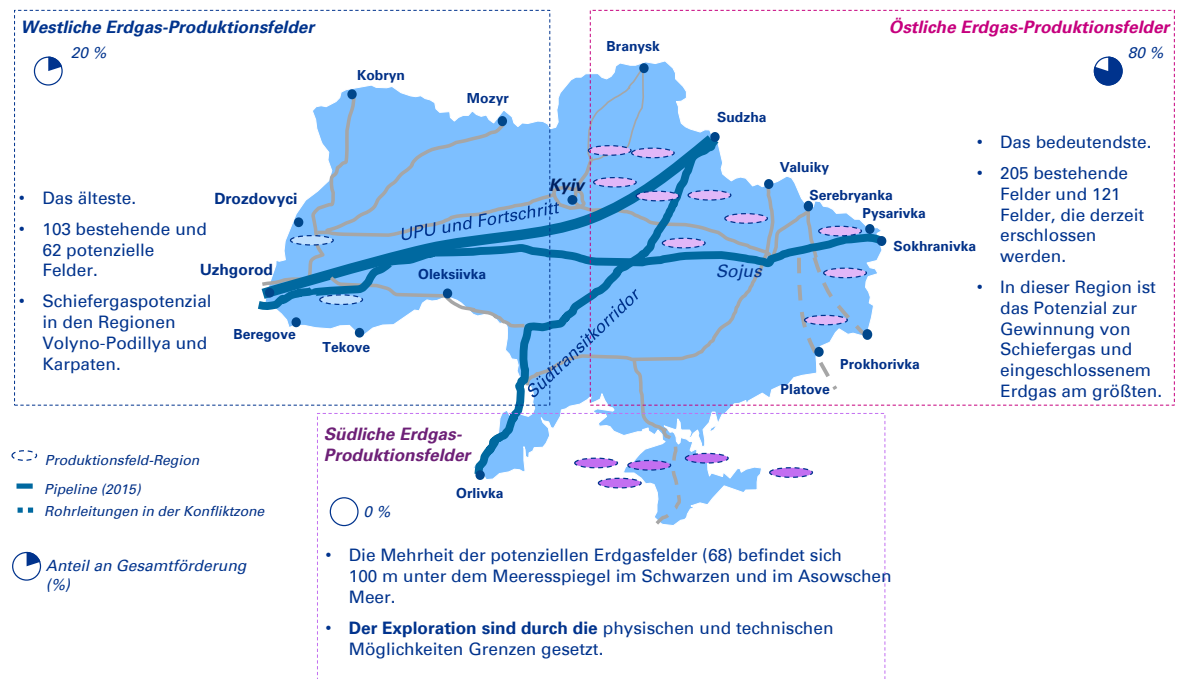 Westliche Erdgas-Produktionsfelder
20 %
Östliche Erdgas-Produktionsfelder
80 %
Branysk
Kobryn
Mozyr
Sudzha
Valuiky
Serebryanka
Pysarivka
Sokhranivka
Kyiv
Drozdovyci
UPU und Fortschritt
Uzhgorod
Oleksiivka
Sojus
Beregove
Tekove
Südtransitkorridor
Prokhorivka
Platove
Orlivka
• Das älteste.
• 103 bestehende und
62 potenzielle
Felder.
• Schiefergaspotenzial
in den Regionen
Volyno-Podillya und
Karpaten.
• Das bedeutendste.
• 205 bestehende
Felder und 121
Felder, die derzeit
erschlossen
werden.
• In dieser Region ist
das Potenzial zur
Gewinnung von
Schiefergas und
eingeschlossenem
Erdgas am größten.
Südliche Erdgas-
Produktionsfelder
0 %
• Die Mehrheit der potenziellen Erdgasfelder (68) befindet sich
100 m unter dem Meeresspiegel im Schwarzen und im Asowschen
Meer.
• Der Exploration sind durch die physischen und technischen
Möglichkeiten Grenzen gesetzt.
Produktionsfeld-Region
Pipeline (2015)
Rohrleitungen in der Konfliktzone
Anteil an Gesamtförderung
(%)